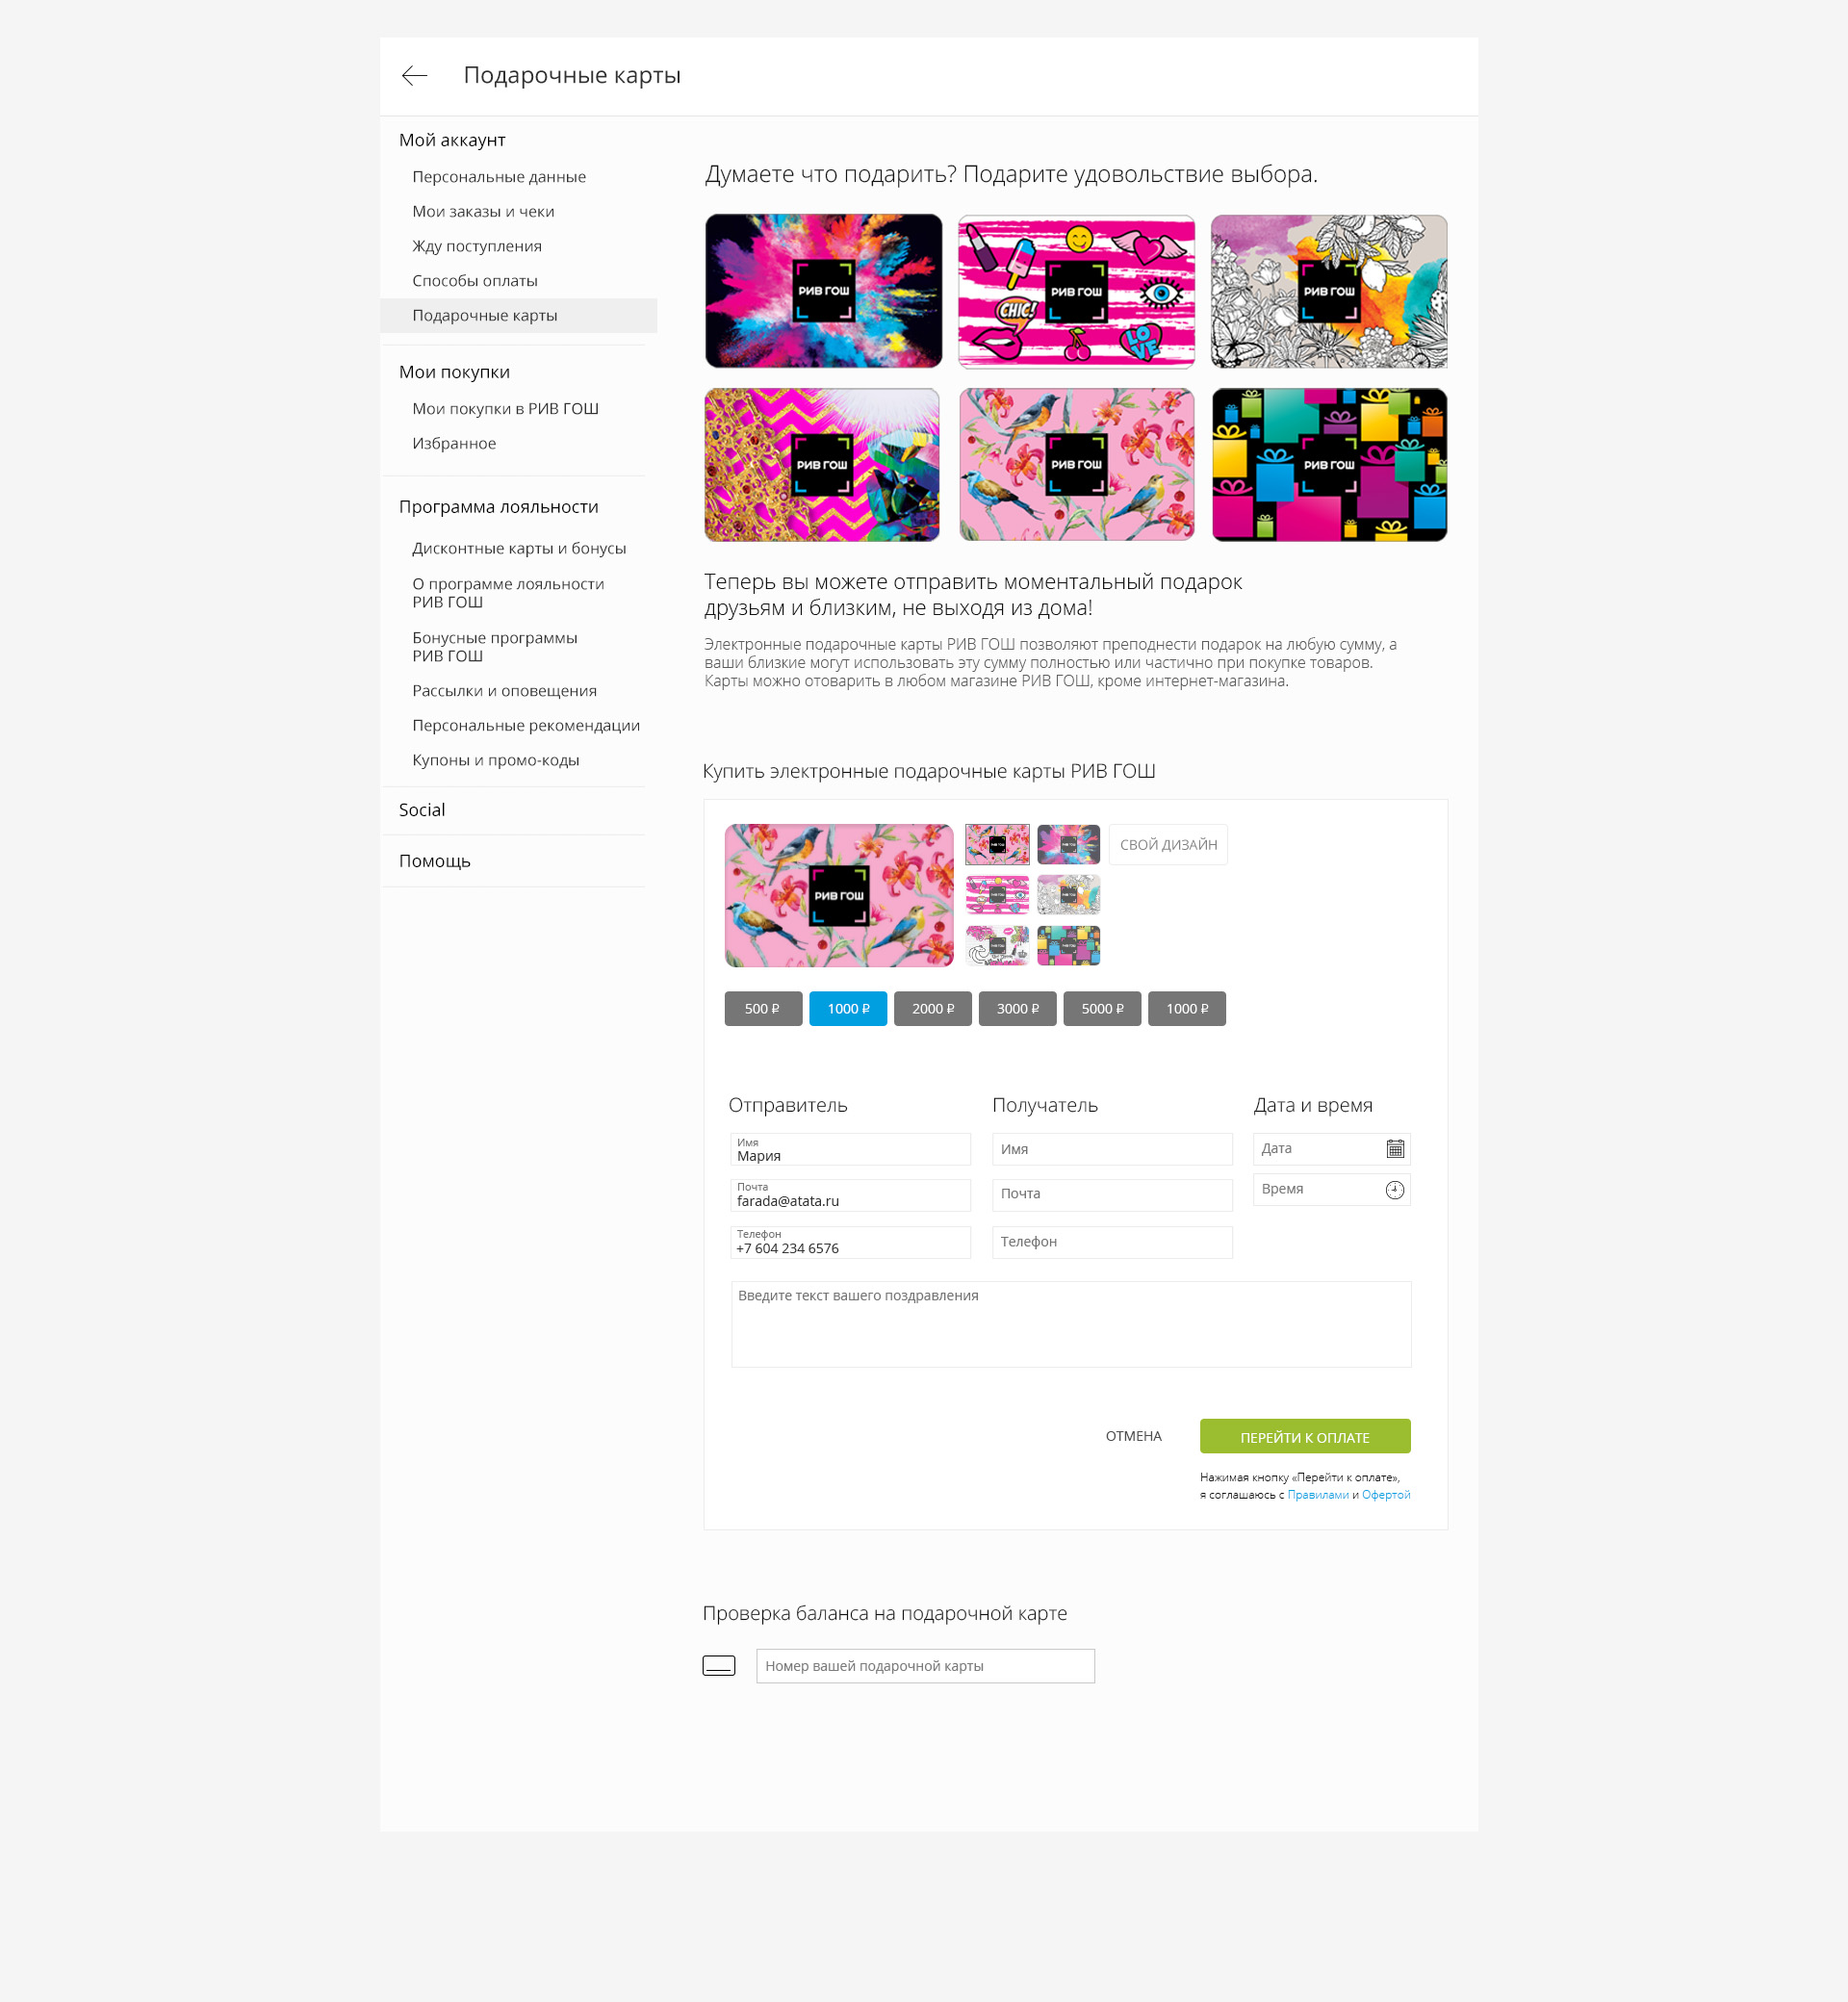 Подарочные карты
Мой аккаунт
Персональные данные
Мои заказы и чеки
Жду поступления
Способы оплаты
Подарочные карты
Мои покупки
Мои покупки в РИВ ГОШ
Избранное
Программа лояльности
Дисконтные карты и бонусы
О программе лояльности
РИВ ГОШ
Бонусные программы
РИВ ГОШ
Рассылки и оповещения
Персональные рекомендации
Купоны и промо-коды
Social
Помощь
Думаете что подарить? Подарите удовольствие выбора.
РИВ ГОШ
CHIC!
РИВ ГОШ
LOVE
РИВ ГОШ
РИВ ГОШ
РИВ ГОШ
РИВ ГОШ
Теперь вы можете отправить моментальный подарок
друзьям и близким, не выходя из дома!
Электронные подарочные карты РИВ ГОШ позволяют преподнести подарок на любую сумму, а
ваши близкие могут использовать эту сумму полностью или частично при покупке товаров.
Карты можно отоварить в любом магазине РИВ ГОШ, кроме интернет-магазина.
Купить электронные подарочные карты РИВ ГОШ
РИВ ГОШ
СВОЙ ДИЗАЙН
500 ₽
1000 ₽
2000 ₽
3000 ₽
5000 ₽
1000 ₽
Отправитель
Имя
Мария
Почта
farada@atata.ru
Телефон
+7 604 234 6576
Получатель
Имя
Почта
Телефон
Дата и время
Дата
Время
Введите текст вашего поздравления
ОТМЕНА
ПЕРЕЙТИ К ОПЛАТЕ
Нажимая кнопку «Перейти к оплате»,
я соглашаюсь с Правилами и Офертой
Проверка баланса на подарочной карте
Номер вашей подарочной карты